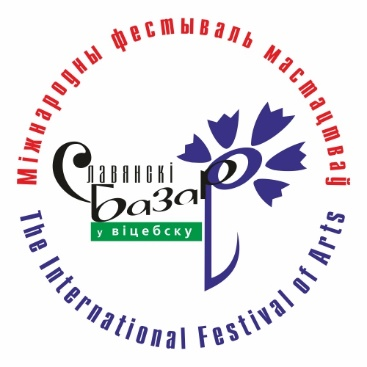 Міжнародны фестываль мастацтваў
Славянскі
Базар
у віцебску
The International Festival of Arts